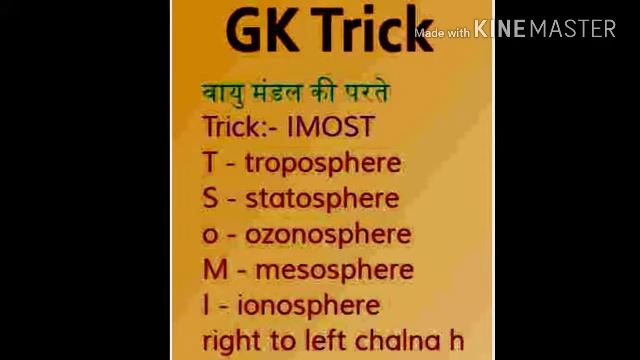 GK Trick
Made with KINEMASTER
वायु मंडल की परते
Trick:- IMOST
T - troposphere
S - statosphere
o - ozonosphere
M - mesosphere
I - ionosphere
right to left chalna h